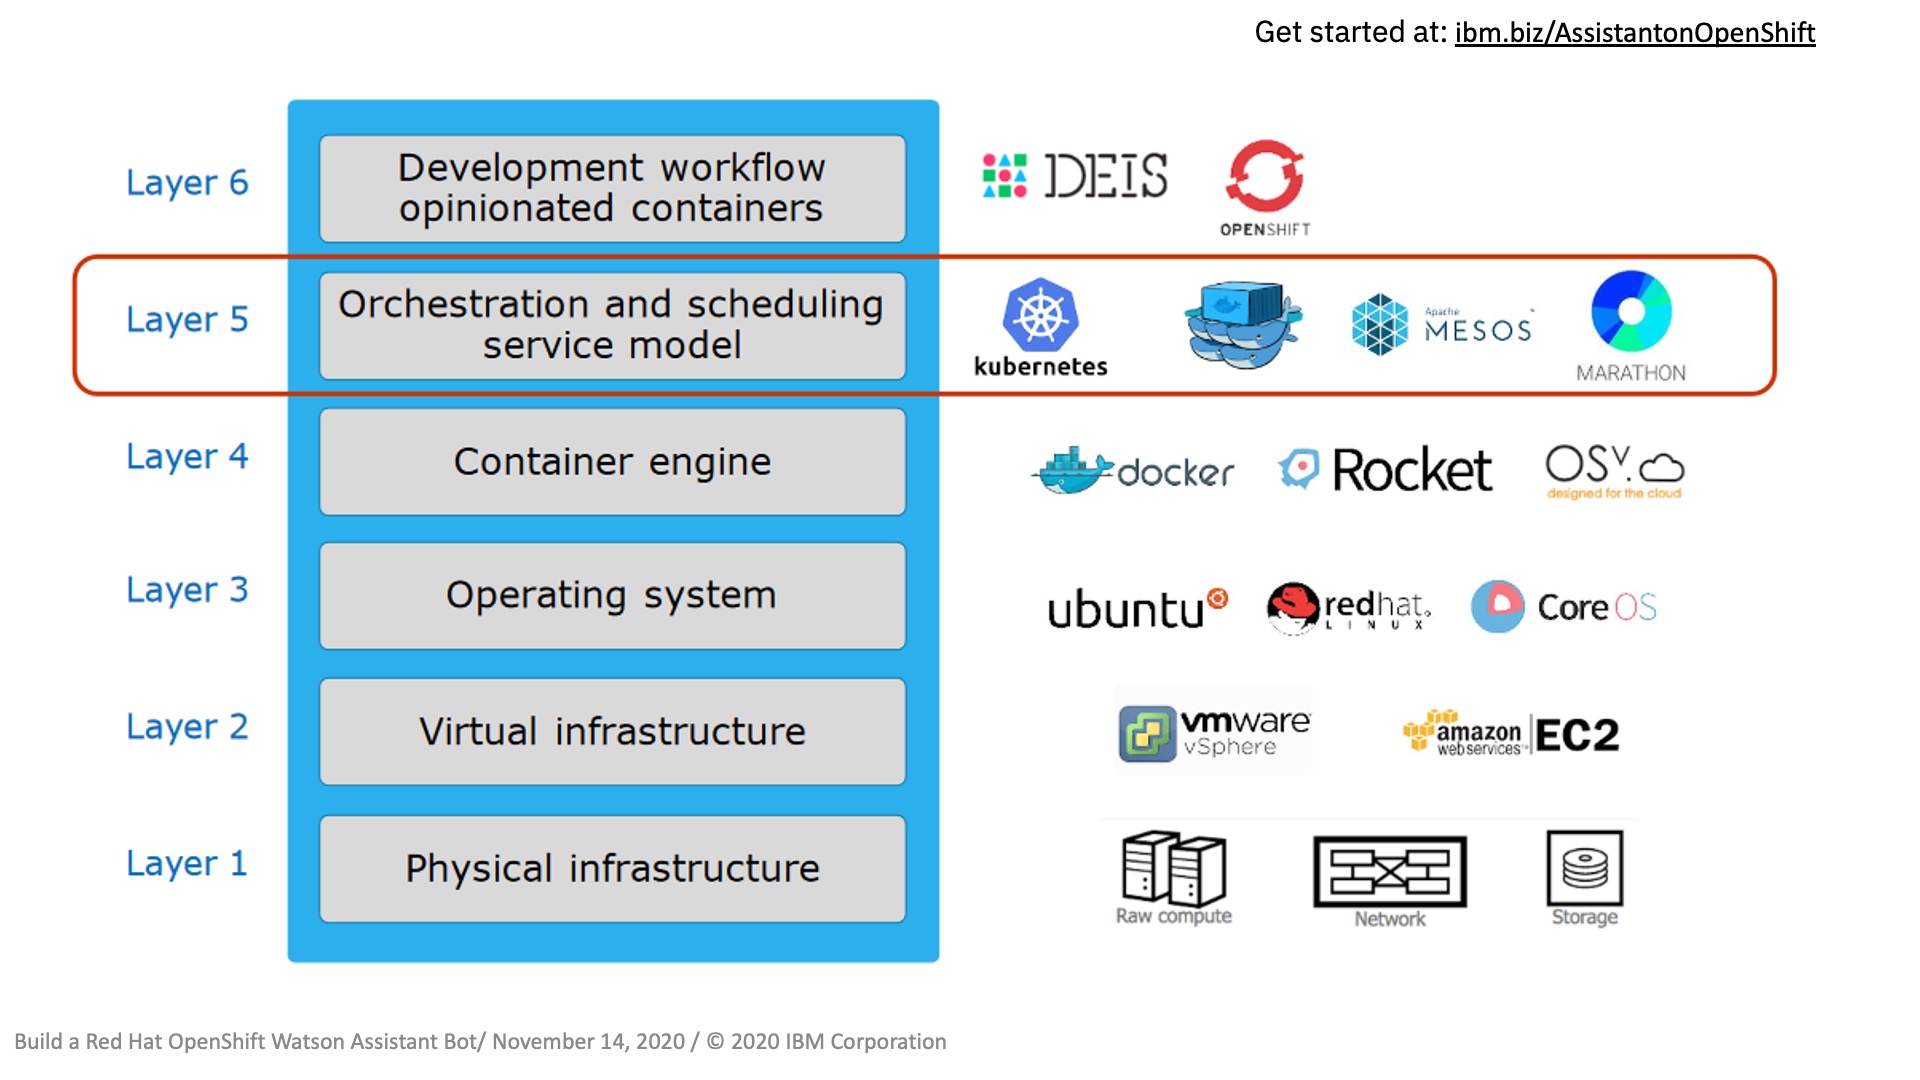 Get started at: ibm.biz/AssistantonOpenShift
Layer 6
Development workflow
opinionated containers
DEIS
OPENSHIFT
Layer 5
Orchestration and scheduling
service model
kubernetes
Apache
MESOS™
MARATHON
Layer 4
Container engine
docker
Rocket
OSv.
designed for the cloud
Layer 3
Operating system
ubuntu
redhat.
LINUX
CoreOS
Layer 2
Virtual infrastructure
vmware
vSphere
amazon
webservices™
EC2
Layer 1
Physical infrastructure
Raw compute
Network
Storage
Build a Red Hat OpenShift Watson Assistant Bot/ November 14, 2020 / © 2020 IBM Corporation